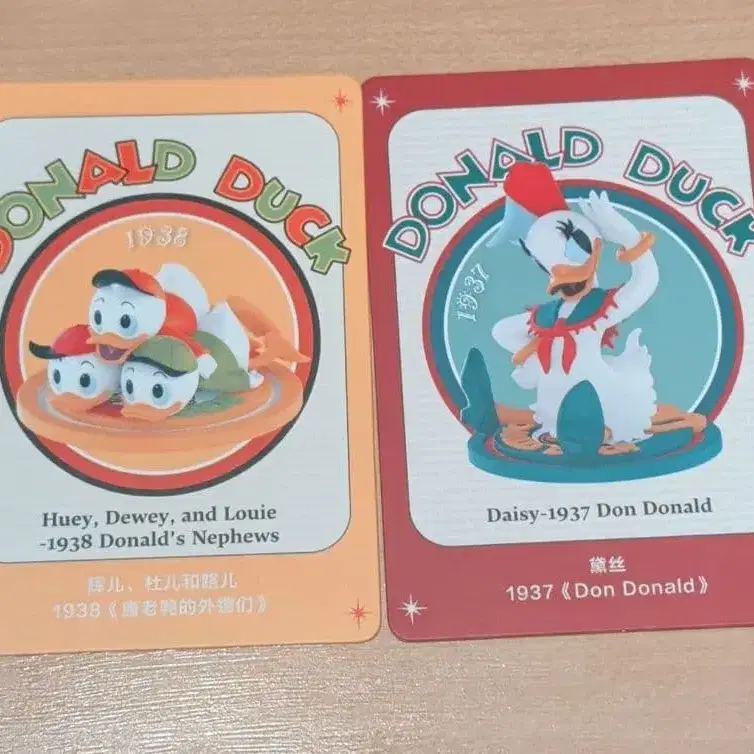 DONALD DUCK
1938
Huey, Dewey, and Louie
-1938 Donald's Nephews
辉儿、杜儿和路儿
1938《唐老鸭的外甥们》
DONALD DUCK
1937
Daisy-1937 Don Donald
黛丝
1937《Don Donald》